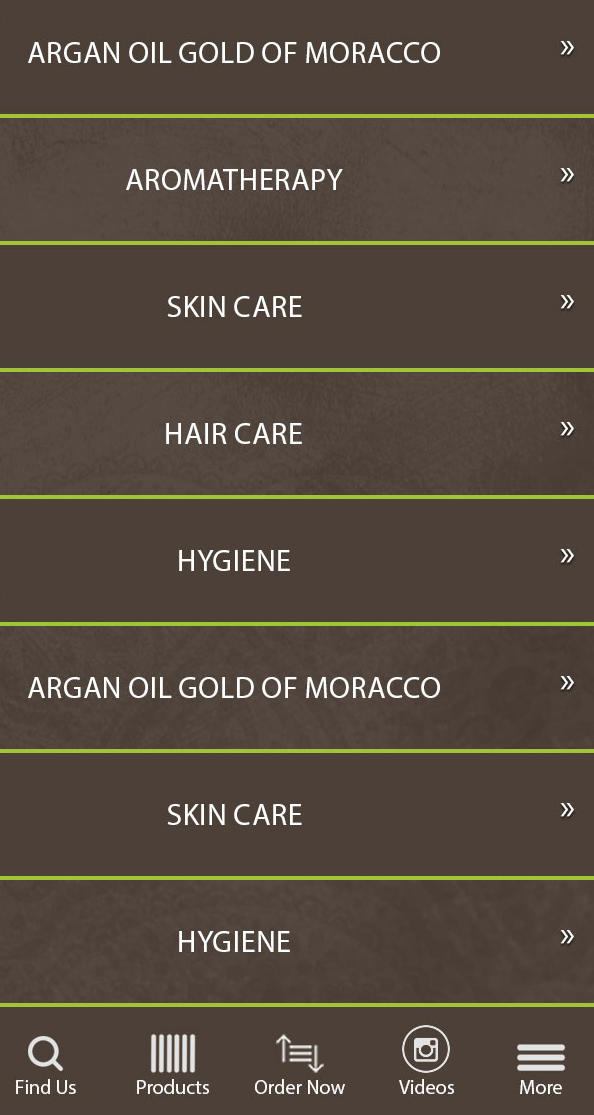 ARGAN OIL GOLD OF MORACCO »
AROMATHERAPY »
SKIN CARE »
HAIR CARE »
HYGIENE »
ARGAN OIL GOLD OF MORACCO »
SKIN CARE »
HYGIENE »
Find Us Products Order Now Videos More